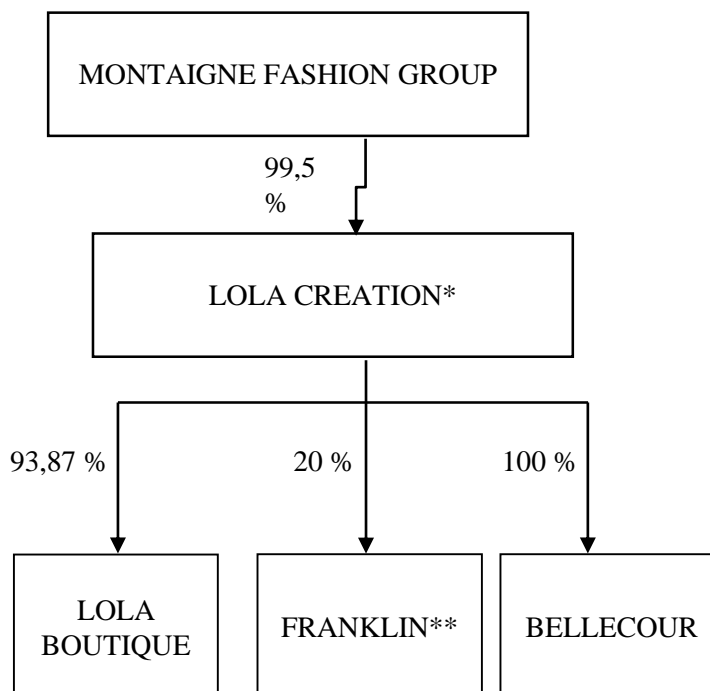 MONTAIGNE FASHION GROUP
99,5
%
LOLA CREATION*
93,87 %
20 %
100 %
LOLA
BOUTIQUE
FRANKLIN**
BELLECOUR